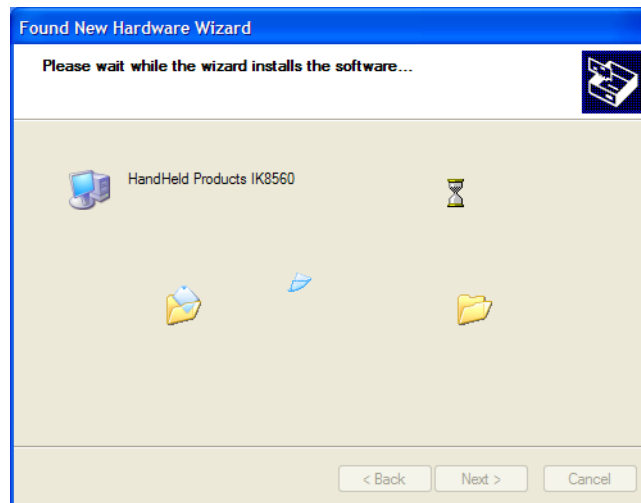 Found New Hardware Wizard
Please wait while the wizard installs the software...
HandHeld Products IK8560
< Back
Next >
Cancel